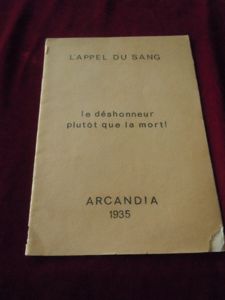 L'APPEL DU SANG
le déshonneur
plutôt que la mort!
ARCANDIA
1935